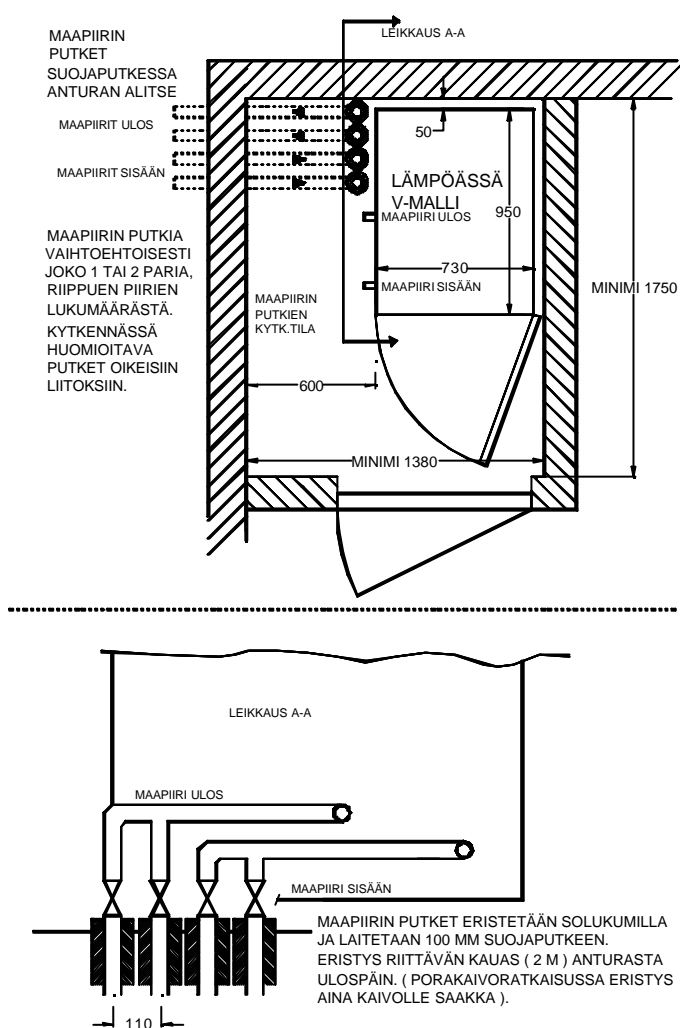 MAAPIIRIN
PUTKET
SUOJAPUTKESSA
ANTURAN ALITSE
LEIKKAUS A-A
MAAPIIRIT ULOS
MAAPIIRIT SISÄÄN
50
LÄMPÖÄSSÄ
V-MALLI
950
MAAPIIRI ULOS
730
MAAPIIRI SISÄÄN
MINIMI 1750
MAAPIIRIN PUTKIA
VAIHTOEHTOISESTI
JOKO 1 TAI 2 PARIA,
RIIPPUEN PIIRIEN
LUKUMÄÄRÄSTÄ.
KYTKENNÄSSÄ
HUOMIOITAVA
PUTKET OIKEISIIN
LIITOKSIIN.
MAAPIIRIN
PUTKIEN
KYTK.TILA
600
MINIMI 1380
LEIKKAUS A-A
MAAPIIRI ULOS
MAAPIIRI SISÄÄN
MAAPIIRIN PUTKET ERISTETÄÄN SOLUKUMILLA
JA LAITETAAN 100 MM SUOJAPUTKEEN.
ERISTYS RIITTÄVÄN KAUAS ( 2 M ) ANTURASTA
ULOSPÄIN. ( PORAKAIVORATKAISUSSA ERISTYS
AINA KAIVOLLE SAAKKA ).
110